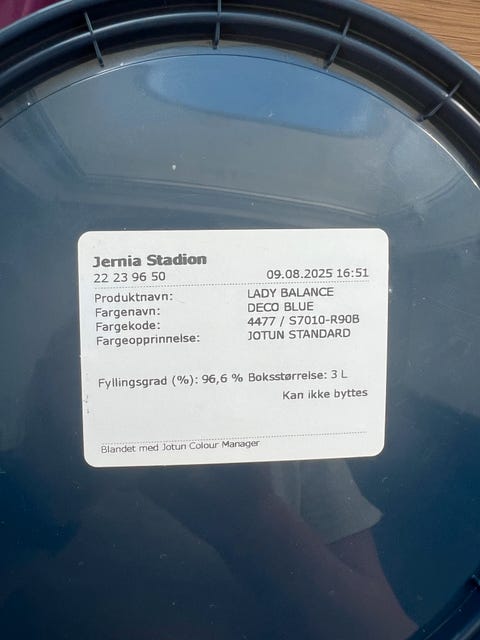 Jernia Stadion
22 23 96 50 09.08.2025 16:51
Produktnavn: LADY BALANCE
Fargenavn: DECO BLUE
Fargekode: 4477 / S7010-R90B
Fargeopprinnelse: JOTUN STANDARD
Fyllingsgrad (%): 96,6 % Boksstørrelse: 3 L
Kan ikke byttes
Blandet med Jotun Colour Manager